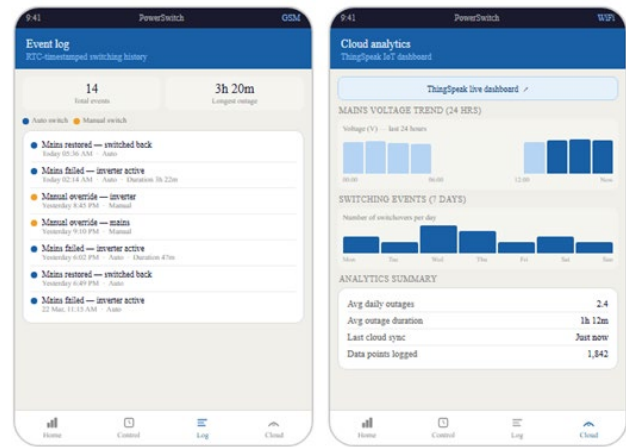 9:41 PowerSwitch GSM
Event log
RTC-timestamped switching history
14
Total events
3h 20m
Longest outage
Auto switch Manual switch
Mains restored — switched back
Today 05:36 AM · Auto
Mains failed — inverter active
Today 02:14 AM · Auto · Duration 3h 22m
Manual override — inverter
Yesterday 8:45 PM · Manual
Manual override — mains
Yesterday 9:10 PM · Manual
Mains failed — inverter active
Yesterday 6:02 PM · Auto · Duration 47m
Mains restored — switched back
Yesterday 6:49 PM · Auto
Mains failed — inverter active
22 Mac, 11:15 AM · Auto
Home Control Log Cloud
9:41 PowerSwitch WiFi
Cloud analytics
ThingSpeak IoT dashboard
ThingSpeak live dashboard ↗
MAINS VOLTAGE TREND (24 HRS)
Voltage (V) · last 24 hours
00:00 06:00 12:00 Now
SWITCHING EVENTS (7 DAYS)
Number of switchovers per day
Mon Tue Wed Thu Fri Sat Sun
ANALYTICS SUMMARY
Avg daily outages 2.4
Avg outage duration 1h 12m
Last cloud sync Just now
Data points logged 1,842
Home Control Log Cloud